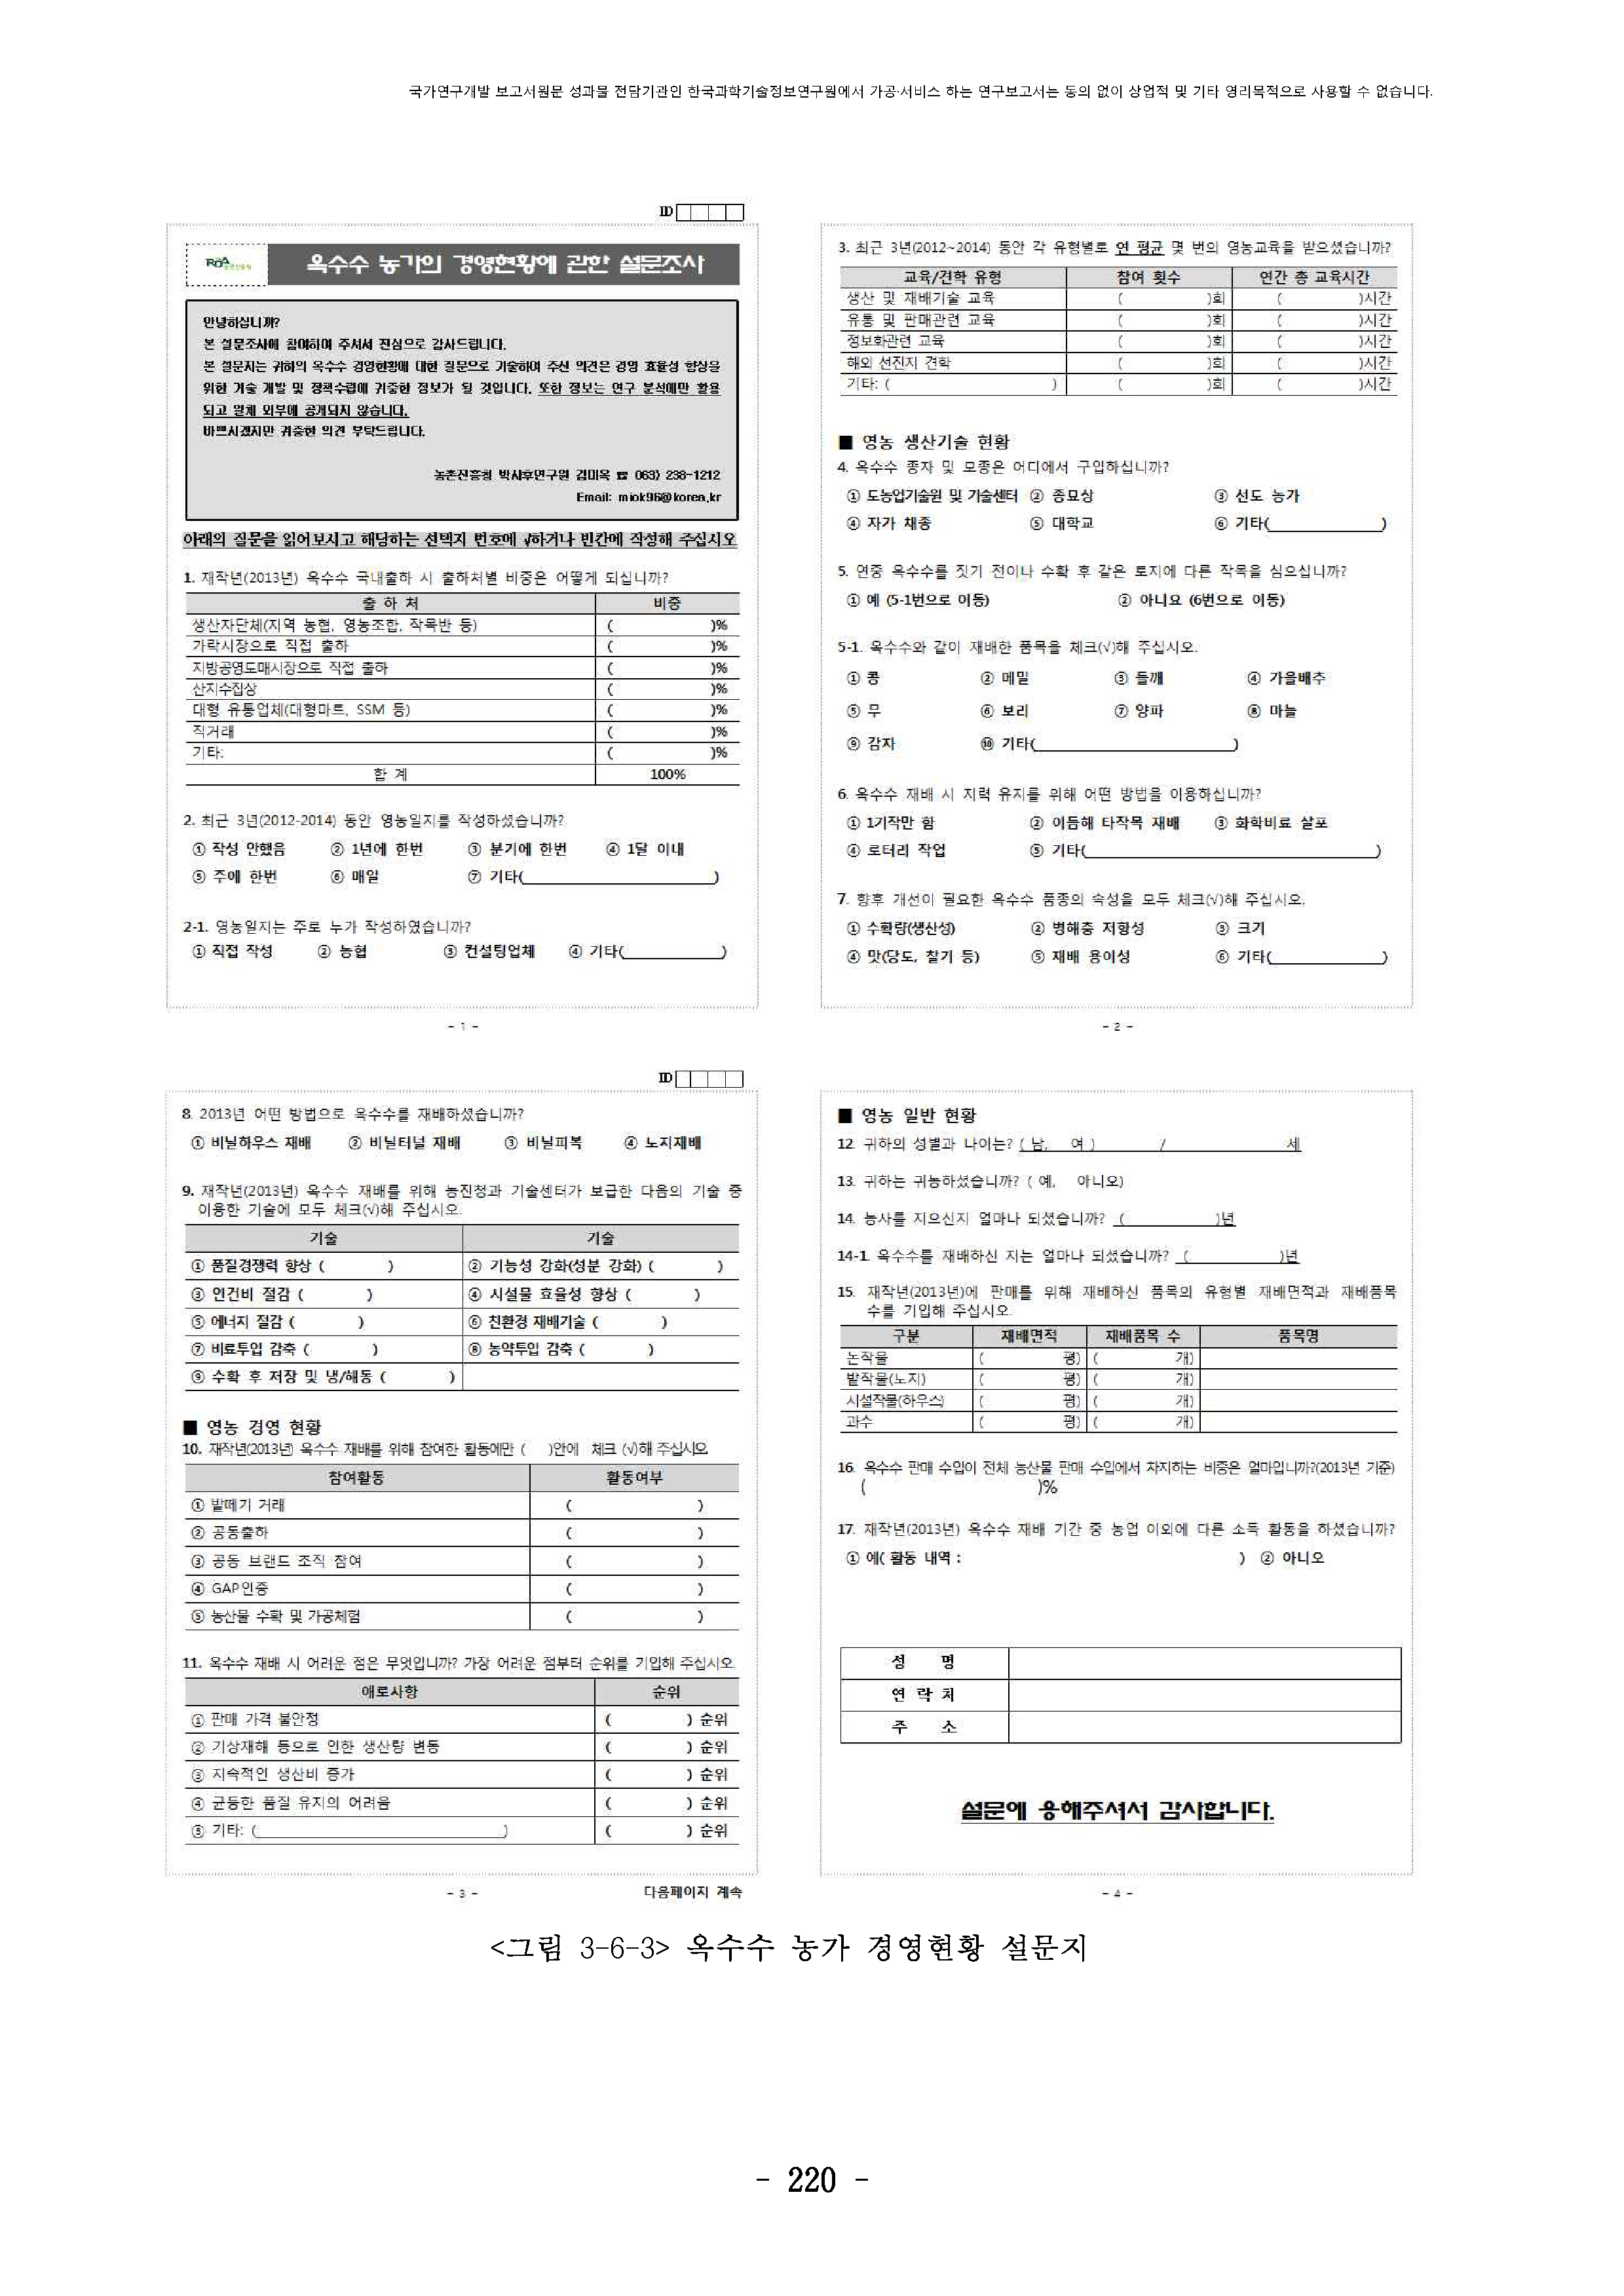 국가연구개발 보고서원문 성과물 전담기관인 한국과학기술정보연구원에서 가공·서비스 하는 연구보고서는 동의 없이 상업적 및 기타 영리목적으로 사용할 수 없습니다.
ID
RDA 농촌진흥청 옥수수 농가의 경영현황에 관한 설문조사
안녕하십니까?
본 설문조사에 참여하여 주셔서 진심으로 감사드립니다.
본 설문지는 귀하의 옥수수 경영현황에 대한 질문으로 기술하여 주신 의견은 경영 효율성 향상을
위한 기술 개발 및 정책수립에 귀중한 정보가 될 것입니다. 또한 정보는 연구 분석에만 활용
되고 일체 외부에 공개되지 않습니다.
바쁘시겠지만 귀중한 의견 부탁드립니다.
농촌진흥청 박사후연구원 김미옥 ☎ 063) 238-1212
Email: miok96@korea.kr
아래의 질문을 읽어보시고 해당하는 선택지 번호에 √하거나 빈칸에 작성해 주십시오
1. 재작년(2013년) 옥수수 국내출하 시 출하처별 비중은 어떻게 되십니까?
출 하 처 비중
생산자단체(지역 농협, 영농조합, 작목반 등) ( )%
가락시장으로 직접 출하 ( )%
지방공영도매시장으로 직접 출하 ( )%
산지수집상 ( )%
대형 유통업체(대형마트, SSM 등) ( )%
직거래 ( )%
기타: ( )%
합 계 100%
2. 최근 3년(2012-2014) 동안 영농일지를 작성하셨습니까?
① 작성 안했음 ② 1년에 한번 ③ 분기에 한번 ④ 1달 이내
⑤ 주에 한번 ⑥ 매일 ⑦ 기타( )
2-1. 영농일지는 주로 누가 작성하였습니까?
① 직접 작성 ② 농협 ③ 컨설팅업체 ④ 기타( )
- 1 -
3. 최근 3년(2012~2014) 동안 각 유형별로 연 평균 몇 번의 영농교육을 받으셨습니까?
교육/견학 유형 참여 횟수 연간 총 교육시간
생산 및 재배기술 교육 ( )회 ( )시간
유통 및 판매관련 교육 ( )회 ( )시간
정보화관련 교육 ( )회 ( )시간
해외 선진지 견학 ( )회 ( )시간
기타: ( ) ( )회 ( )시간
■ 영농 생산기술 현황
4. 옥수수 종자 및 모종은 어디에서 구입하십니까?
① 도농업기술원 및 기술센터 ② 종묘상 ③ 선도 농가
④ 자가 채종 ⑤ 대학교 ⑥ 기타( )
5. 연중 옥수수를 짓기 전이나 수확 후 같은 토지에 다른 작목을 심으십니까?
① 예 (5-1번으로 이동) ② 아니요 (6번으로 이동)
5-1. 옥수수와 같이 재배한 품목을 체크(√)해 주십시오.
① 콩 ② 메밀 ③ 들깨 ④ 가을배추
⑤ 무 ⑥ 보리 ⑦ 양파 ⑧ 마늘
⑨ 감자 ⑩ 기타( )
6. 옥수수 재배 시 지력 유지를 위해 어떤 방법을 이용하십니까?
① 1기작만 함 ② 이듬해 타작목 재배 ③ 화학비료 살포
④ 로터리 작업 ⑤ 기타( )
7. 향후 개선이 필요한 옥수수 품종의 속성을 모두 체크(√)해 주십시오.
① 수확량(생산성) ② 병해충 저항성 ③ 크기
④ 맛(당도, 찰기 등) ⑤ 재배 용이성 ⑥ 기타( )
- 2 -
ID
8. 2013년 어떤 방법으로 옥수수를 재배하셨습니까?
① 비닐하우스 재배 ② 비닐터널 재배 ③ 비닐피복 ④ 노지재배
9. 재작년(2013년) 옥수수 재배를 위해 농진청과 기술센터가 보급한 다음의 기술 중
이용한 기술에 모두 체크(√)해 주십시오.
기술 기술
① 품질경쟁력 향상 ( ) ② 기능성 강화(성분 강화) ( )
③ 인건비 절감 ( ) ④ 시설물 효율성 향상 ( )
⑤ 에너지 절감 ( ) ⑥ 친환경 재배기술 ( )
⑦ 비료투입 감축 ( ) ⑧ 농약투입 감축 ( )
⑨ 수확 후 저장 및 냉/해동 ( )
■ 영농 경영 현황
10. 재작년(2013년) 옥수수 재배를 위해 참여한 활동에만 ( )안에 체크 (√)해 주십시오
참여활동 활동여부
① 밭떼기 거래 ( )
② 공동출하 ( )
③ 공동 브랜드 조직 참여 ( )
④ GAP인증 ( )
⑤ 농산물 수확 및 가공체험 ( )
11. 옥수수 재배 시 어려운 점은 무엇입니까? 가장 어려운 점부터 순위를 기입해 주십시오.
애로사항 순위
① 판매 가격 불안정 ( ) 순위
② 기상재해 등으로 인한 생산량 변동 ( ) 순위
③ 지속적인 생산비 증가 ( ) 순위
④ 균등한 품질 유지의 어려움 ( ) 순위
⑤ 기타: ( ) ( ) 순위
- 3 - 다음페이지 계속
■ 영농 일반 현황
12. 귀하의 성별과 나이는? ( 남, 여 ) / 세
13. 귀하는 귀농하셨습니까? ( 예, 아니오)
14. 농사를 지으신지 얼마나 되셨습니까? ( )년
14-1. 옥수수를 재배하신 지는 얼마나 되셨습니까? ( )년
15. 재작년(2013년)에 판매를 위해 재배하신 품목의 유형별 재배면적과 재배품목
수를 기입해 주십시오.
구분 재배면적 재배품목 수 품목명
논작물 ( 평) ( 개)
밭작물(노지) ( 평) ( 개)
시설작물(하우스) ( 평) ( 개)
과수 ( 평) ( 개)
16. 옥수수 판매 수입이 전체 농산물 판매 수입에서 차지하는 비중은 얼마입니까?(2013년 기준)
( )%
17. 재작년(2013년) 옥수수 재배 기간 중 농업 이외에 다른 소득 활동을 하셨습니까?
① 예( 활동 내역 : ) ② 아니오
성 명
연 락 처
주 소
설문에 응해주셔서 감사합니다.
- 4 -
<그림 3-6-3> 옥수수 농가 경영현황 설문지
- 220 -